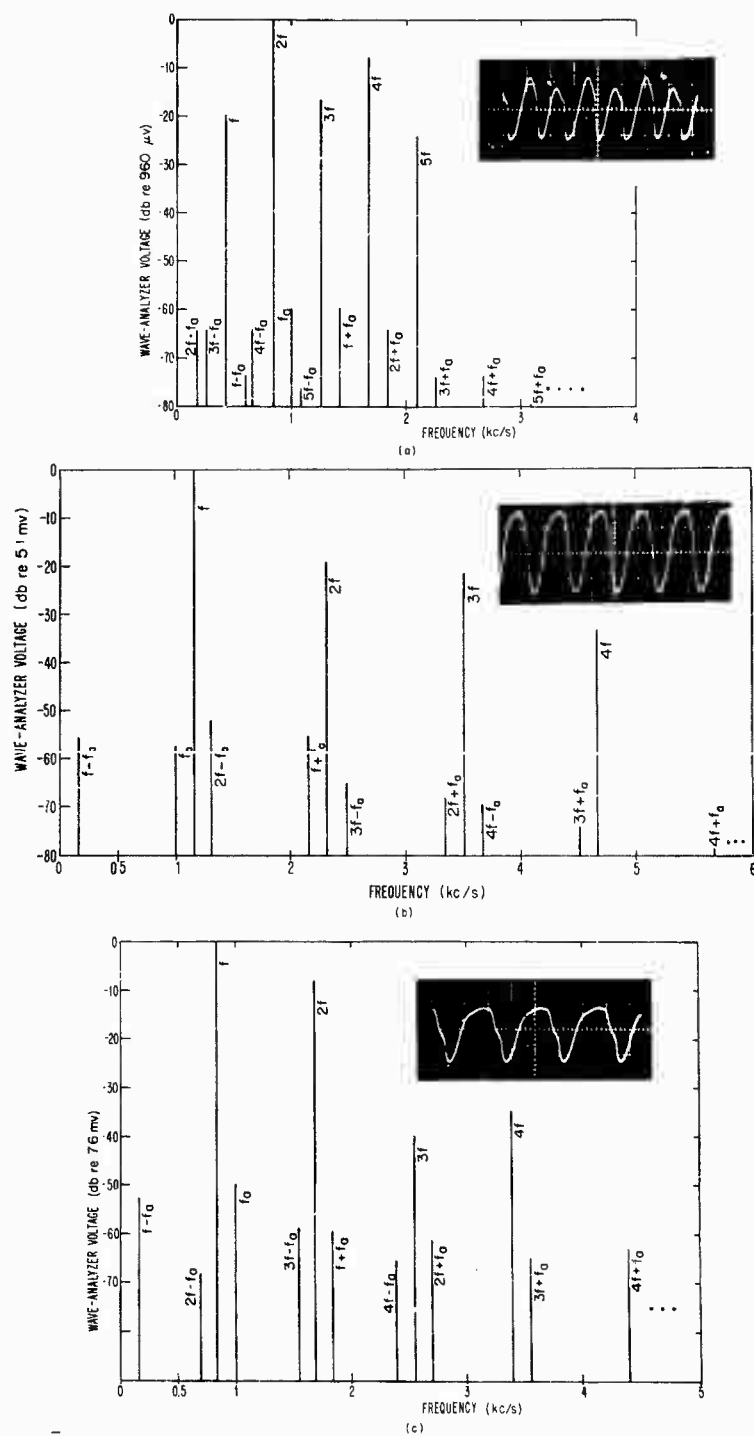 WAVE-ANALYZER VOLTAGE (db re 960 μv)
0
-10
-20
-30
-40
-50
-60
-70
-80
2f-fa
3f-fa
f
f-fa
4f-fa
2f
fa
5f-fa
3f
f+fa
4f
2f+fa
5f
3f+fa
4f+fa
5f+fa
0 1 2 3 4
FREQUENCY (kc/s)
(a)
WAVE-ANALYZER VOLTAGE (db re 51 mv)
0
-10
-20
-30
-40
-50
-60
-70
-80
f-fa
fa
f
2f-fa
f+fa
2f
3f-fa
2f+fa
3f
4f-fa
3f+fa
4f
4f+fa
0 0.5 1 2 3 4 5 6
FREQUENCY (kc/s)
(b)
WAVE-ANALYZER VOLTAGE (db re 76 mv)
0
-10
-20
-30
-40
-50
-60
-70
f-fa
2f-fa
f
fa
3f-fa
2f
f+fa
4f-fa
3f
2f+fa
4f
3f+fa
4f+fa
0 0.5 1 2 3 4 5
FREQUENCY (kc/s)
(c)